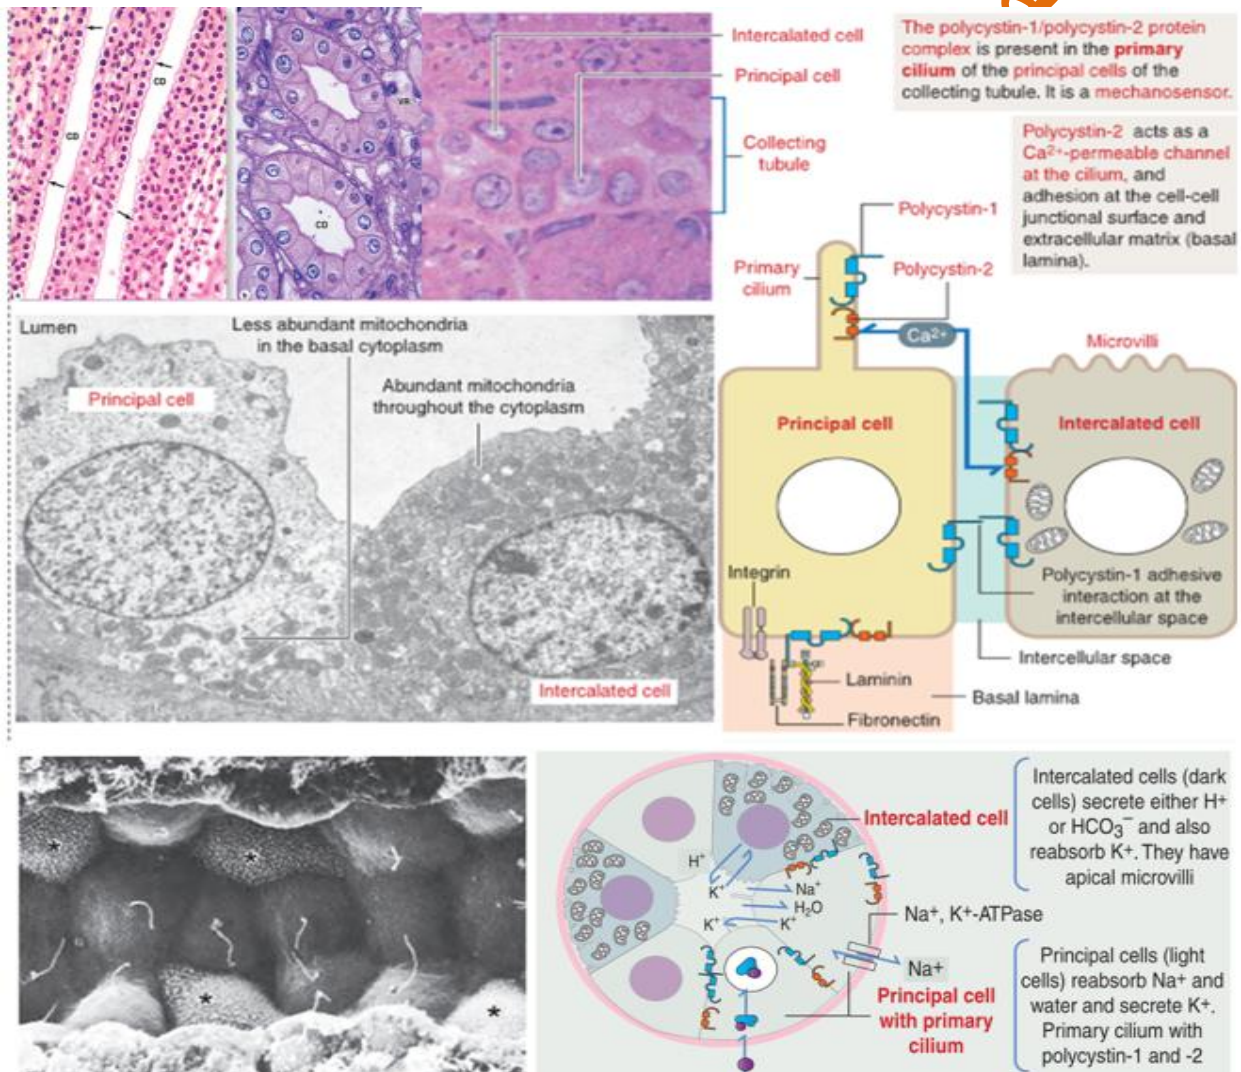 CD
CD
CD
VR
Intercalated cell
Principal cell
Collecting
tubule
The polycystin-1/polycystin-2 protein
complex is present in the primary
cilium of the principal cells of the
collecting tubule. It is a mechanosensor.
Polycystin-2 acts as a
Ca2+-permeable channel
at the cilium, and
adhesion at the cell-cell
junctional surface and
extracellular matrix (basal
lamina).
Polycystin-1
Primary
cilium
Polycystin-2
Ca2+
Microvilli
Principal cell
Intercalated cell
Integrin
Polycystin-1 adhesive
interaction at the
intercellular space
Intercellular space
Laminin
Basal lamina
Fibronectin
Lumen
Less abundant mitochondria
in the basal cytoplasm
Abundant mitochondria
throughout the cytoplasm
Principal cell
Intercalated cell
* * * *
Intercalated cell
H+
K+
Na+
H2O
K+
K+
Na+, K+-ATPase
Na+
Principal cell
with primary
cilium
Intercalated cells (dark
cells) secrete either H+
or HCO3− and also
reabsorb K+. They have
apical microvilli
Principal cells (light
cells) reabsorb Na+ and
water and secrete K+.
Primary cilium with
polycystin-1 and -2